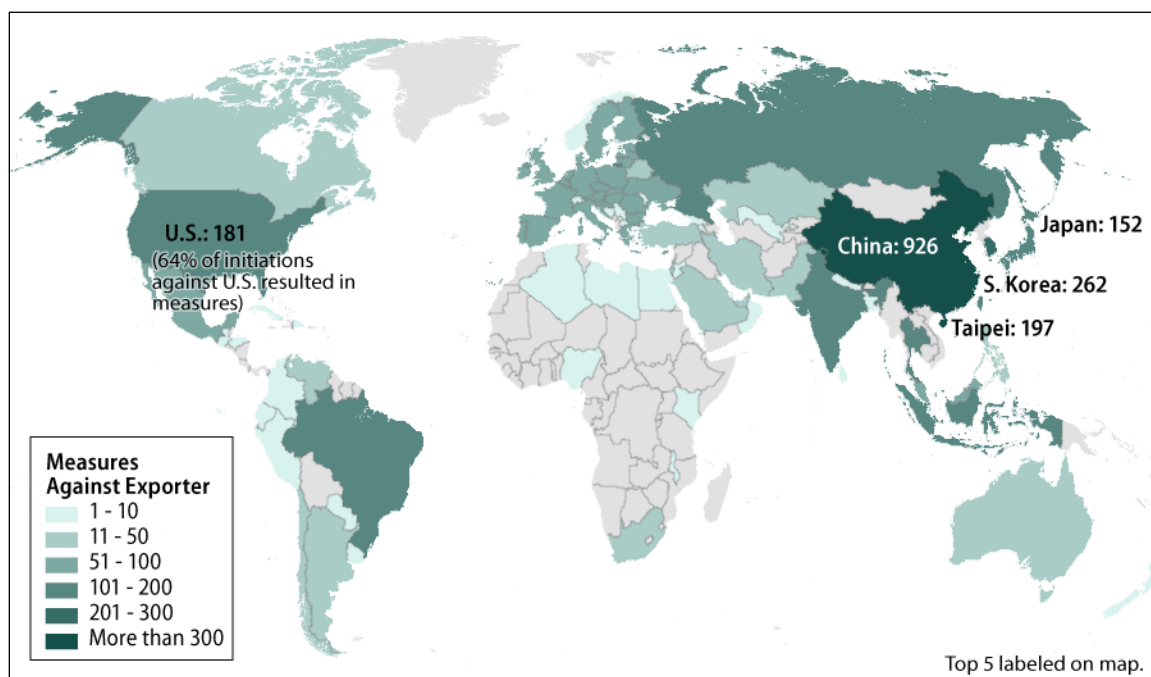 U.S.: 181
(64% of initiations
against U.S. resulted in
measures)
Japan: 152
China: 926
S. Korea: 262
Taipei: 197
Measures
Against Exporter
1 - 10
11 - 50
51 - 100
101 - 200
201 - 300
More than 300
Top 5 labeled on map.